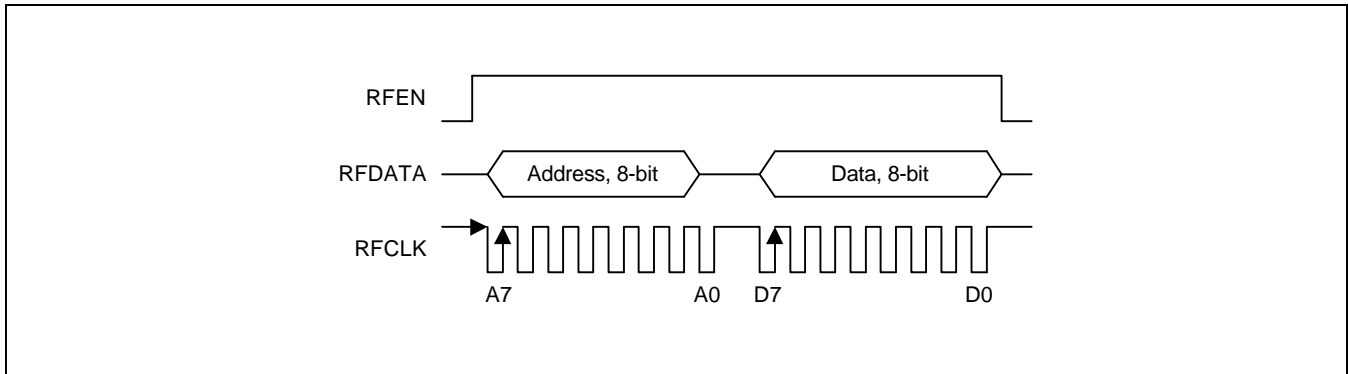 RFEN
RFDATA
Address, 8-bit
Data, 8-bit
RFCLK
A7
A0
D7
D0